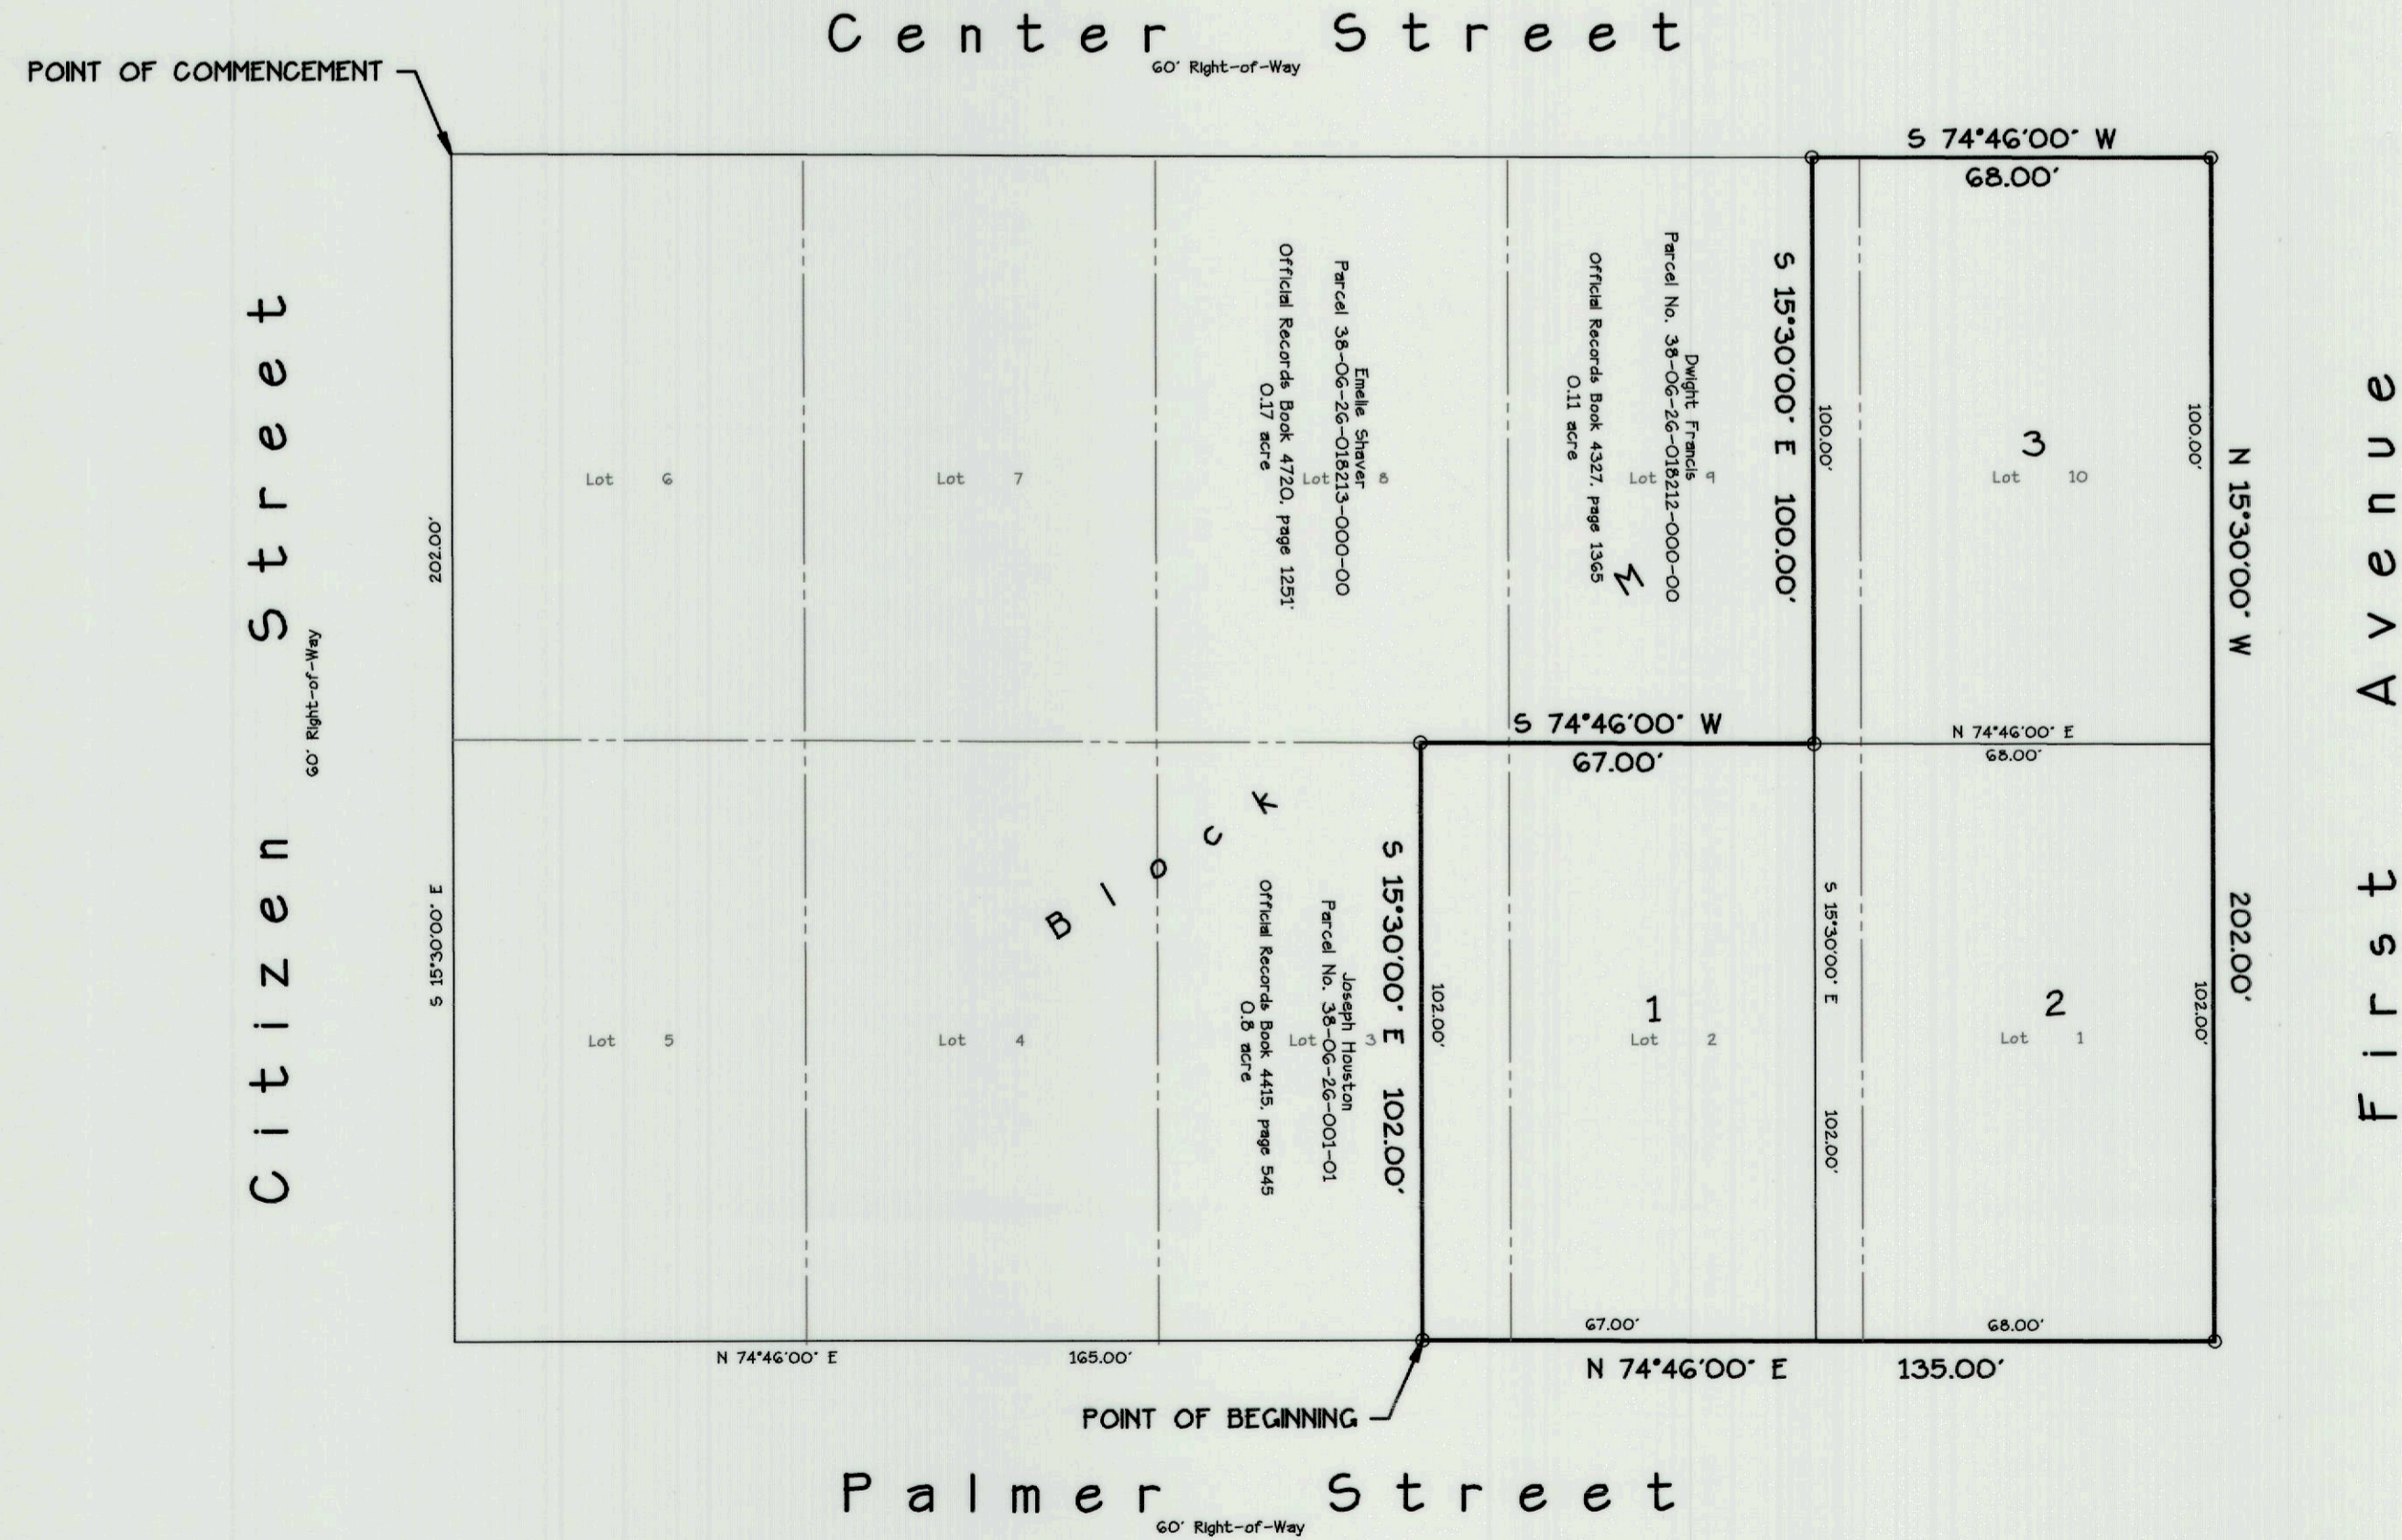 Center Street
60' Right-of-Way
POINT OF COMMENCEMENT
S 74°46'00" W
68.00'
Citizen Street
60' Right-of-Way
202.00'
S 15°30'00" E
Lot 6
Lot 7
Emelie Shaver
Parcel 38-06-26-018213-000-00
Official Records Book 4720, page 1251'
0.17 acre
Lot 8
Dwight Francis
Parcel No. 38-06-26-018212-000-00
Official Records Book 4327, page 1365
0.11 acre
Lot 9
S 15°30'00" E 100.00'
100.00'
3
Lot 10
100.00'
N 15°30'00" W 202.00'
First Avenue
S 74°46'00" W
67.00'
N 74°46'00" E
68.00'
Block M
Lot 5
Lot 4
Joseph Houston
Parcel No. 38-06-26-001-01
Official Records Book 4415, page 545
0.8 acre
Lot 3
S 15°30'00" E 102.00'
102.00'
1
Lot 2
S 15°30'00" E 102.00'
2
Lot 1
102.00'
67.00'
68.00'
N 74°46'00" E 165.00'
N 74°46'00" E 135.00'
POINT OF BEGINNING
Palmer Street
60' Right-of-Way